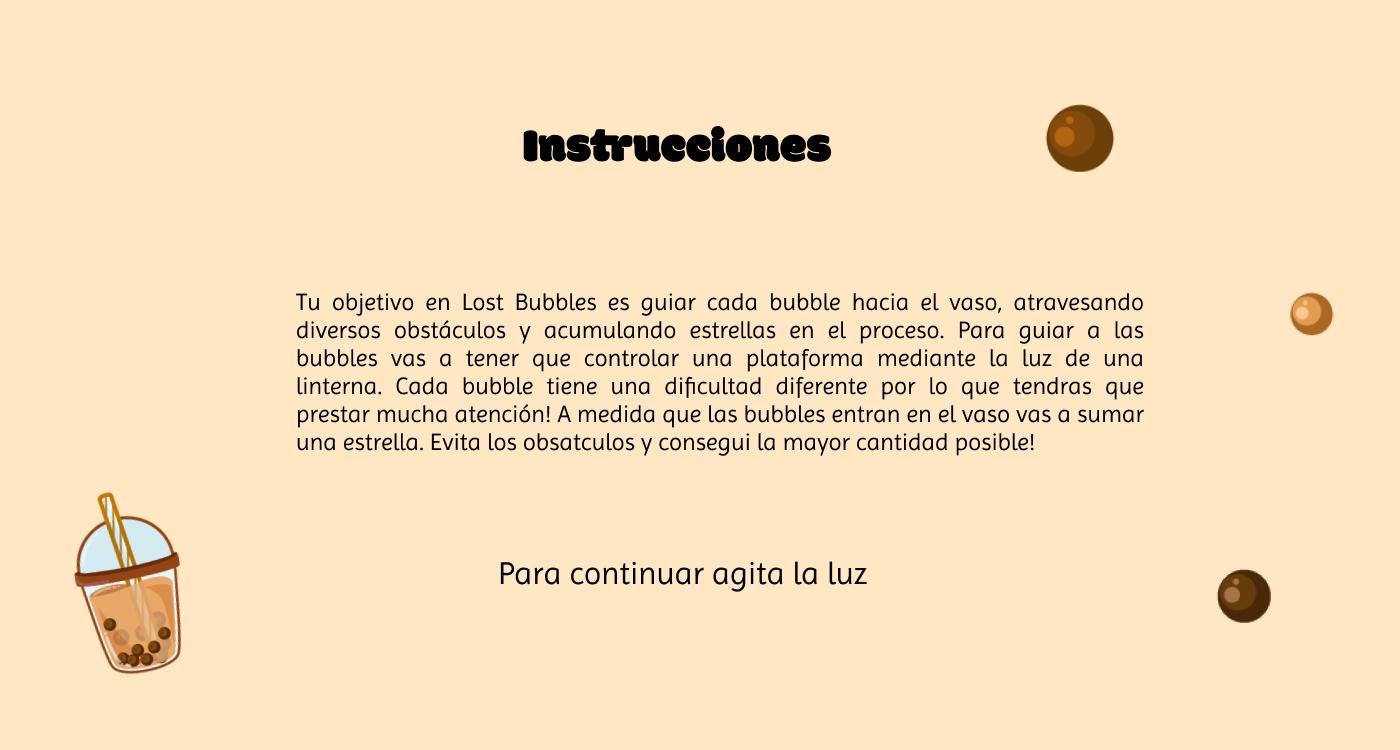 Instrucciones
Tu objetivo en Lost Bubbles es guiar cada bubble hacia el vaso, atravesando
diversos obstáculos y acumulando estrellas en el proceso. Para guiar a las
bubbles vas a tener que controlar una plataforma mediante la luz de una
linterna. Cada bubble tiene una dificultad diferente por lo que tendras que
prestar mucha atención! A medida que las bubbles entran en el vaso vas a sumar
una estrella. Evita los obsatculos y consegui la mayor cantidad posible!
Para continuar agita la luz